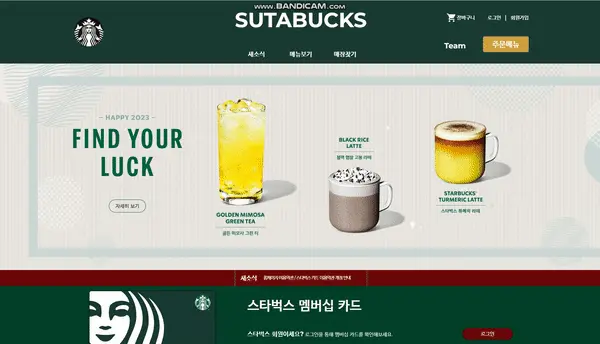 WWW.BANDICAM.COM
SUTABUCKS
장바구니
로그인 | 회원가입
새소식 메뉴보기 매장찾기
Team
주문메뉴
– HAPPY 2023 –
FIND YOUR
LUCK
자세히 보기
GOLDEN MIMOSA
GREEN TEA
골든 미모사 그린 티
BLACK RICE
LATTE
블랙 햅쌀 고봉 라떼
STARBUCKS
TURMERIC LATTE
스타벅스 튜메릭 라떼
새소식
스타벅스 멤버십 카드
스타벅스 회원이세요? 로그인을 통해 멤버십 카드를 확인해보세요.
로그인